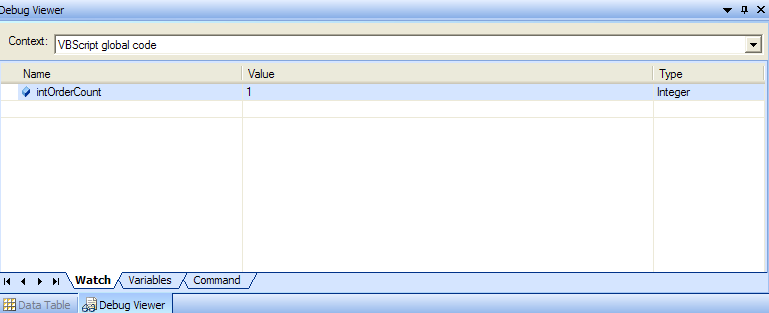 Debug Viewer
Context: VBScript global code
Name Value Type
intOrderCount 1 Integer
Watch Variables Command
Data Table Debug Viewer